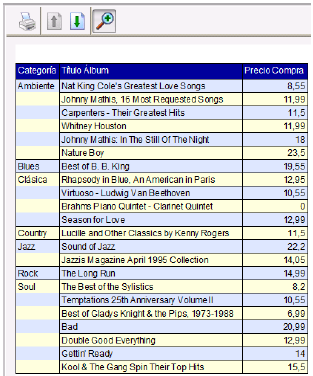 Categoría Título Álbum Precio Compra
Ambiente Nat King Cole's Greatest Love Songs 8,55
Johnny Mathis, 16 Most Requested Songs 11,99
Carpenters - Their Greatest Hits 11,5
Whitney Houston 11,99
Johnny Mathis: In The Still Of The Night 18
Nature Boy 23,5
Blues Best of B. B. King 19,55
Clásica Rhapsody in Blue, An American in Paris 12,95
Virtuoso - Ludwig Van Beethoven 10,55
Brahms Piano Quintet - Clarinet Quintet 0
Season for Love 12,99
Country Lucille and Other Classics by Kenny Rogers 11,5
Jazz Sound of Jazz 22,2
Jazzis Magazine April 1995 Collection 14,05
Rock The Long Run 14,99
Soul The Best of the Sylistics 8,2
Temptations 25th Anniversary Volume II 10,55
Best of Gladys Knight & the Pips, 1973-1988 6,99
Bad 20,99
Double Good Everything 12,99
Gettin' Ready 14
Kool & The Gang Spin Their Top Hits 15,5